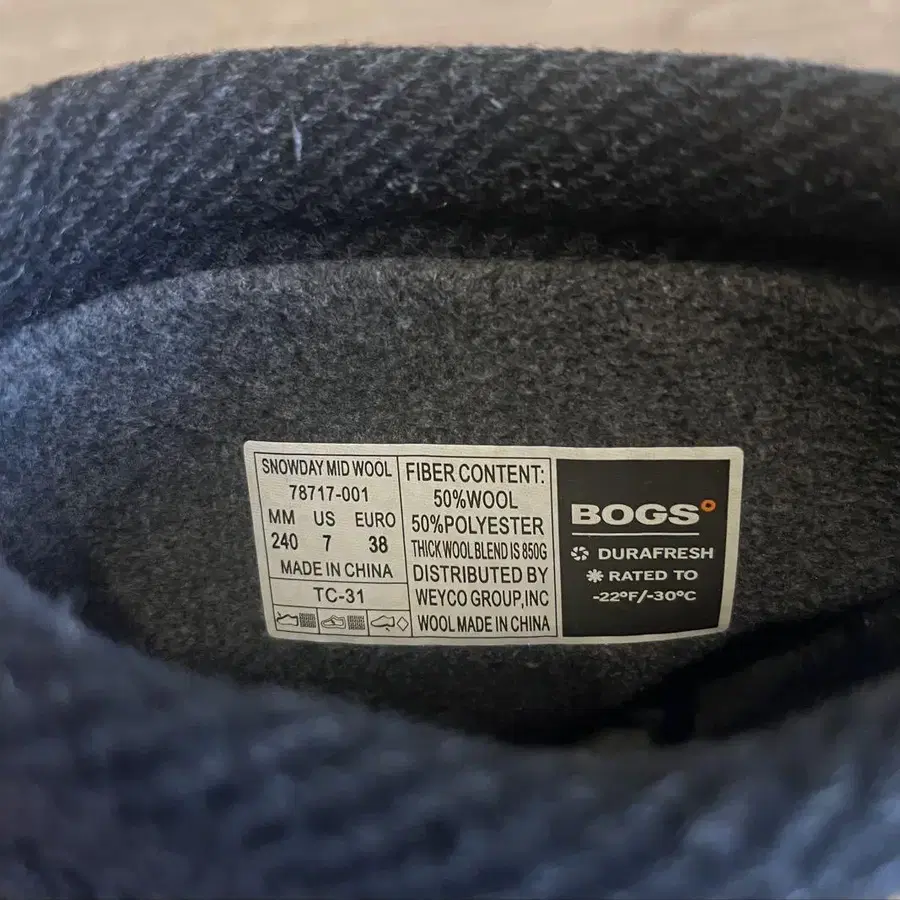 SNOWDAY MID WOOL
78717-001
MM US EURO
240 7 38
MADE IN CHINA
TC-31
FIBER CONTENT:
50%WOOL
50%POLYESTER
THICK WOOL BLEND IS 850G
DISTRIBUTED BY
WEYCO GROUP,INC
WOOL MADE IN CHINA
BOGS°
DURAFRESH
RATED TO
-22°F/-30°C